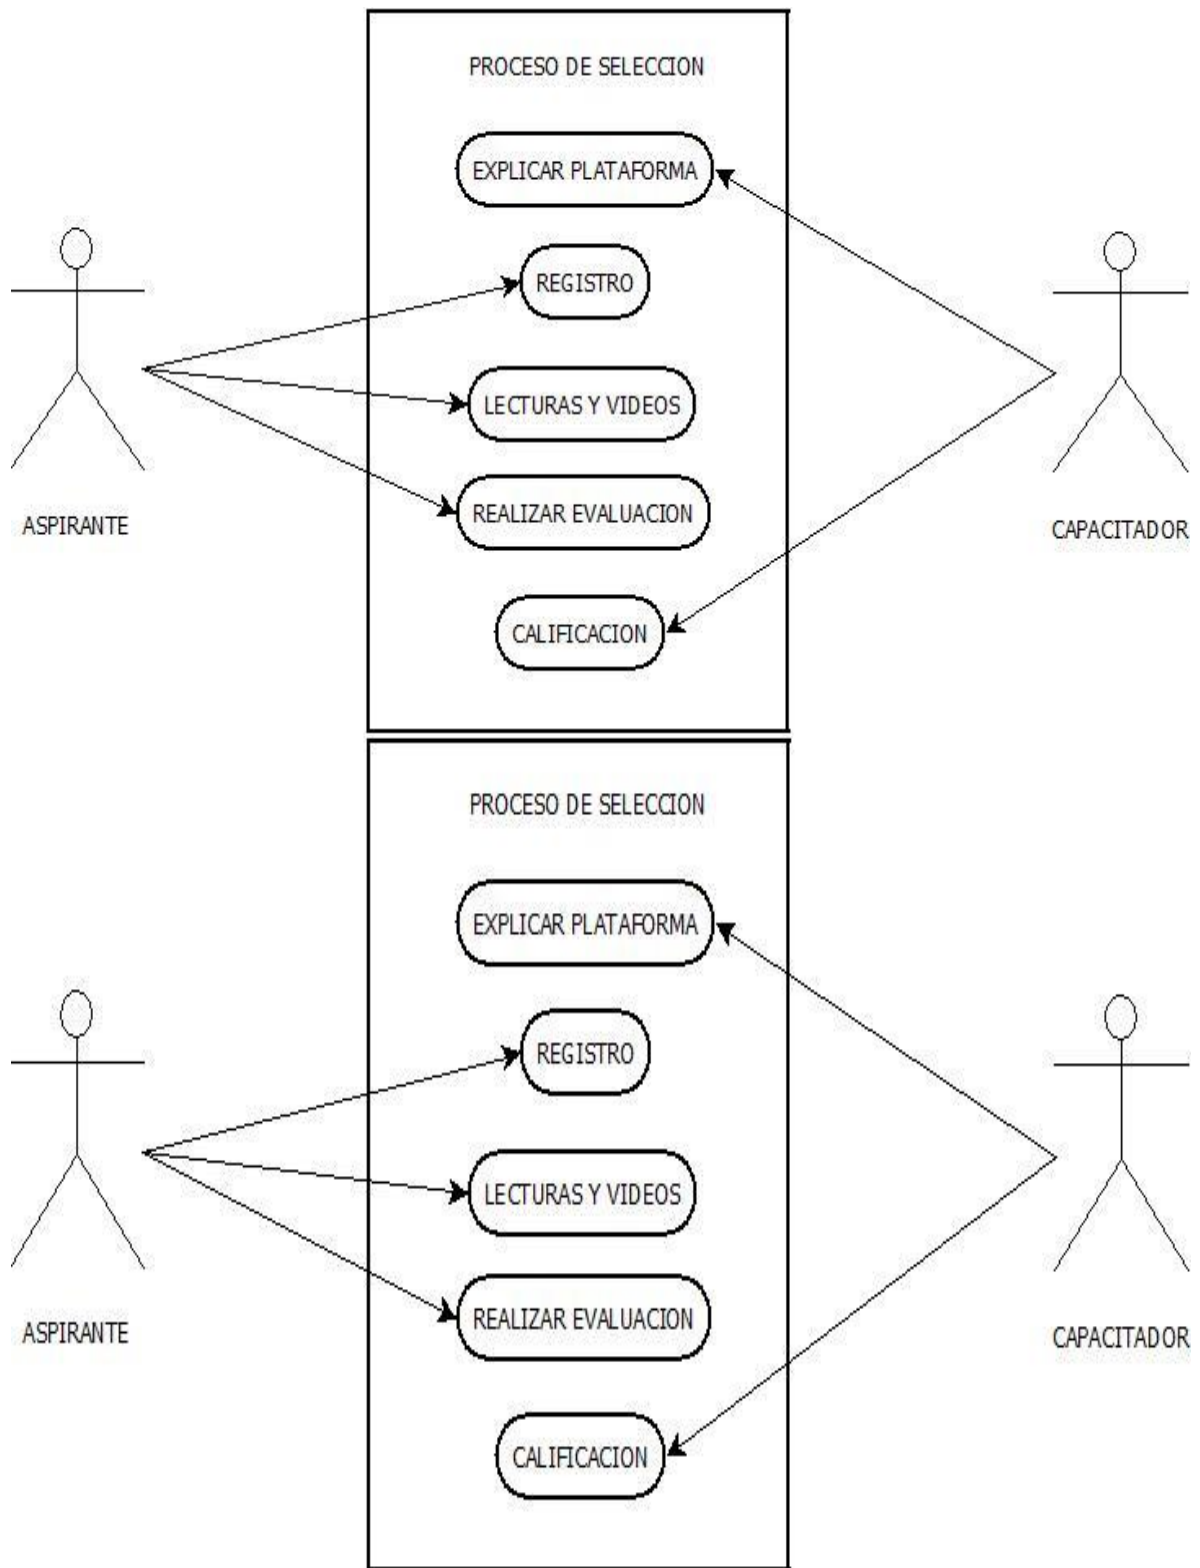 PROCESO DE SELECCION
EXPLICAR PLATAFORMA
REGISTRO
LECTURAS Y VIDEOS
REALIZAR EVALUACION
ASPIRANTE
CAPACITADOR
CALIFICACION
PROCESO DE SELECCION
EXPLICAR PLATAFORMA
REGISTRO
LECTURAS Y VIDEOS
REALIZAR EVALUACION
ASPIRANTE
CAPACITADOR
CALIFICACION